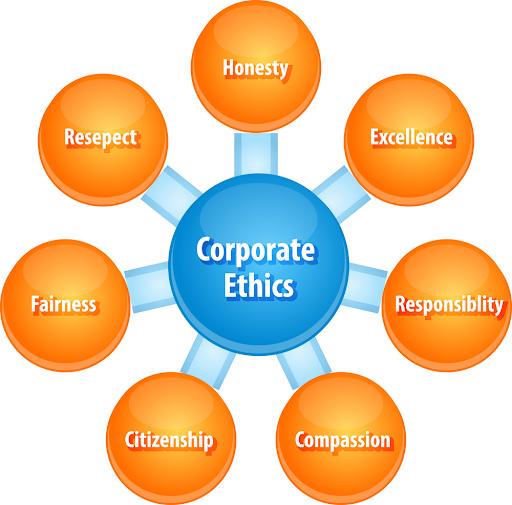 Honesty
Resepect
Excellence
Corporate
Ethics
Fairness
Responsiblity
Citizenship
Compassion